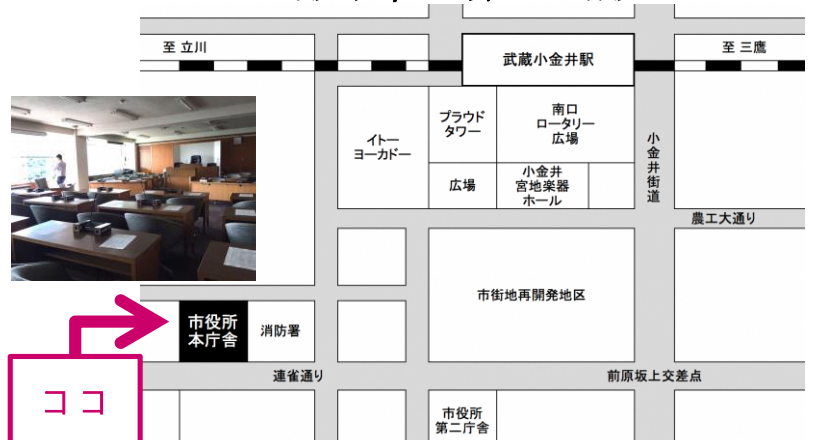 至 立川
至 三鷹
武蔵小金井駅
イトー
ヨーカドー
プラウド
タワー
南口
ロータリー
広場
小金井街道
広場
小金井
宮地楽器
ホール
農工大通り
市街地再開発地区
市役所
本庁舎
消防署
連雀通り
前原坂上交差点
ココ
市役所
第二庁舎